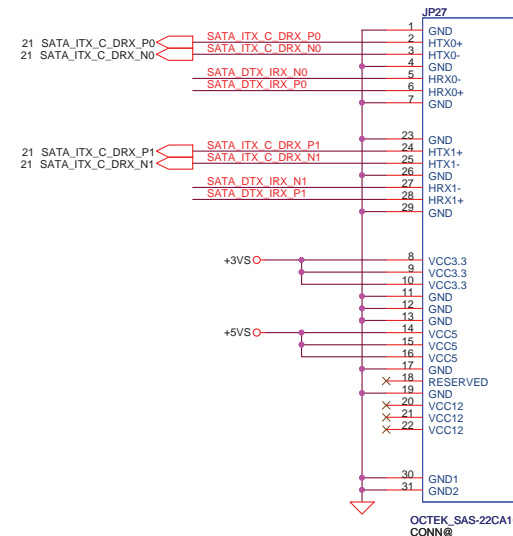 JP27
1 GND
21 SATA_ITX_C_DRX_P0 SATA_ITX_C_DRX_P0 2 HTX0+
21 SATA_ITX_C_DRX_N0 SATA_ITX_C_DRX_N0 3 HTX0-
4 GND
SATA_DTX_IRX_N0 5 HRX0-
SATA_DTX_IRX_P0 6 HRX0+
7 GND
23 GND
21 SATA_ITX_C_DRX_P1 SATA_ITX_C_DRX_P1 24 HTX1+
21 SATA_ITX_C_DRX_N1 SATA_ITX_C_DRX_N1 25 HTX1-
26 GND
SATA_DTX_IRX_N1 27 HRX1-
SATA_DTX_IRX_P1 28 HRX1+
29 GND
+3VS 8 VCC3.3
9 VCC3.3
10 VCC3.3
11 GND
12 GND
13 GND
+5VS 14 VCC5
15 VCC5
16 VCC5
17 GND
18 RESERVED
19 GND
20 VCC12
21 VCC12
22 VCC12
30 GND1
31 GND2
OCTEK_SAS-22CA1
CONN@